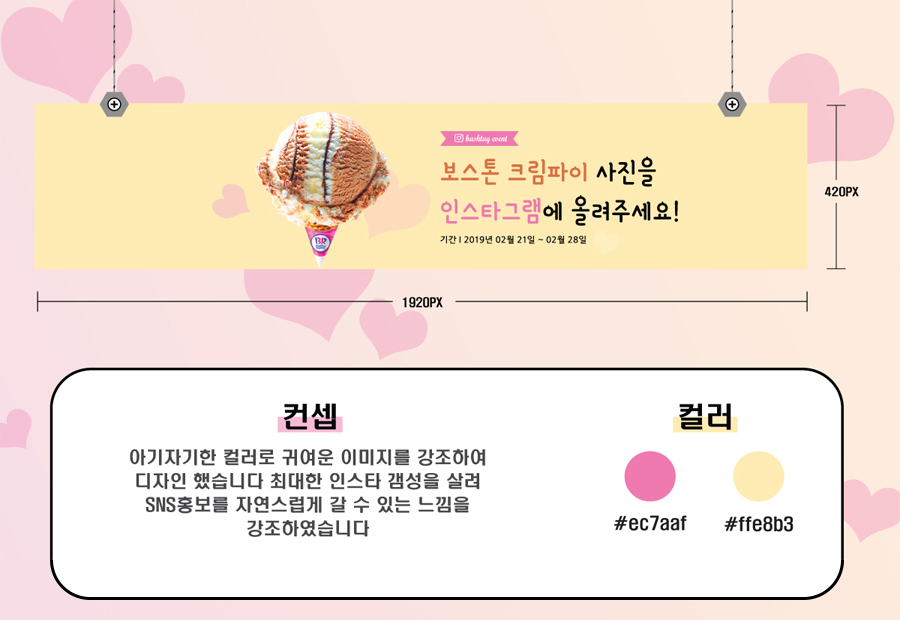 hashtag event
보스톤 크림파이 사진을
인스타그램에 올려주세요!
기간 I 2019년 02월 21일 ~ 02월 28일
BR
420PX
1920PX
컨셉
아기자기한 컬러로 귀여운 이미지를 강조하여
디자인 했습니다 최대한 인스타 갬성을 살려
SNS홍보를 자연스럽게 갈 수 있는 느낌을
강조하였습니다
컬러
#ec7aaf
#ffe8b3